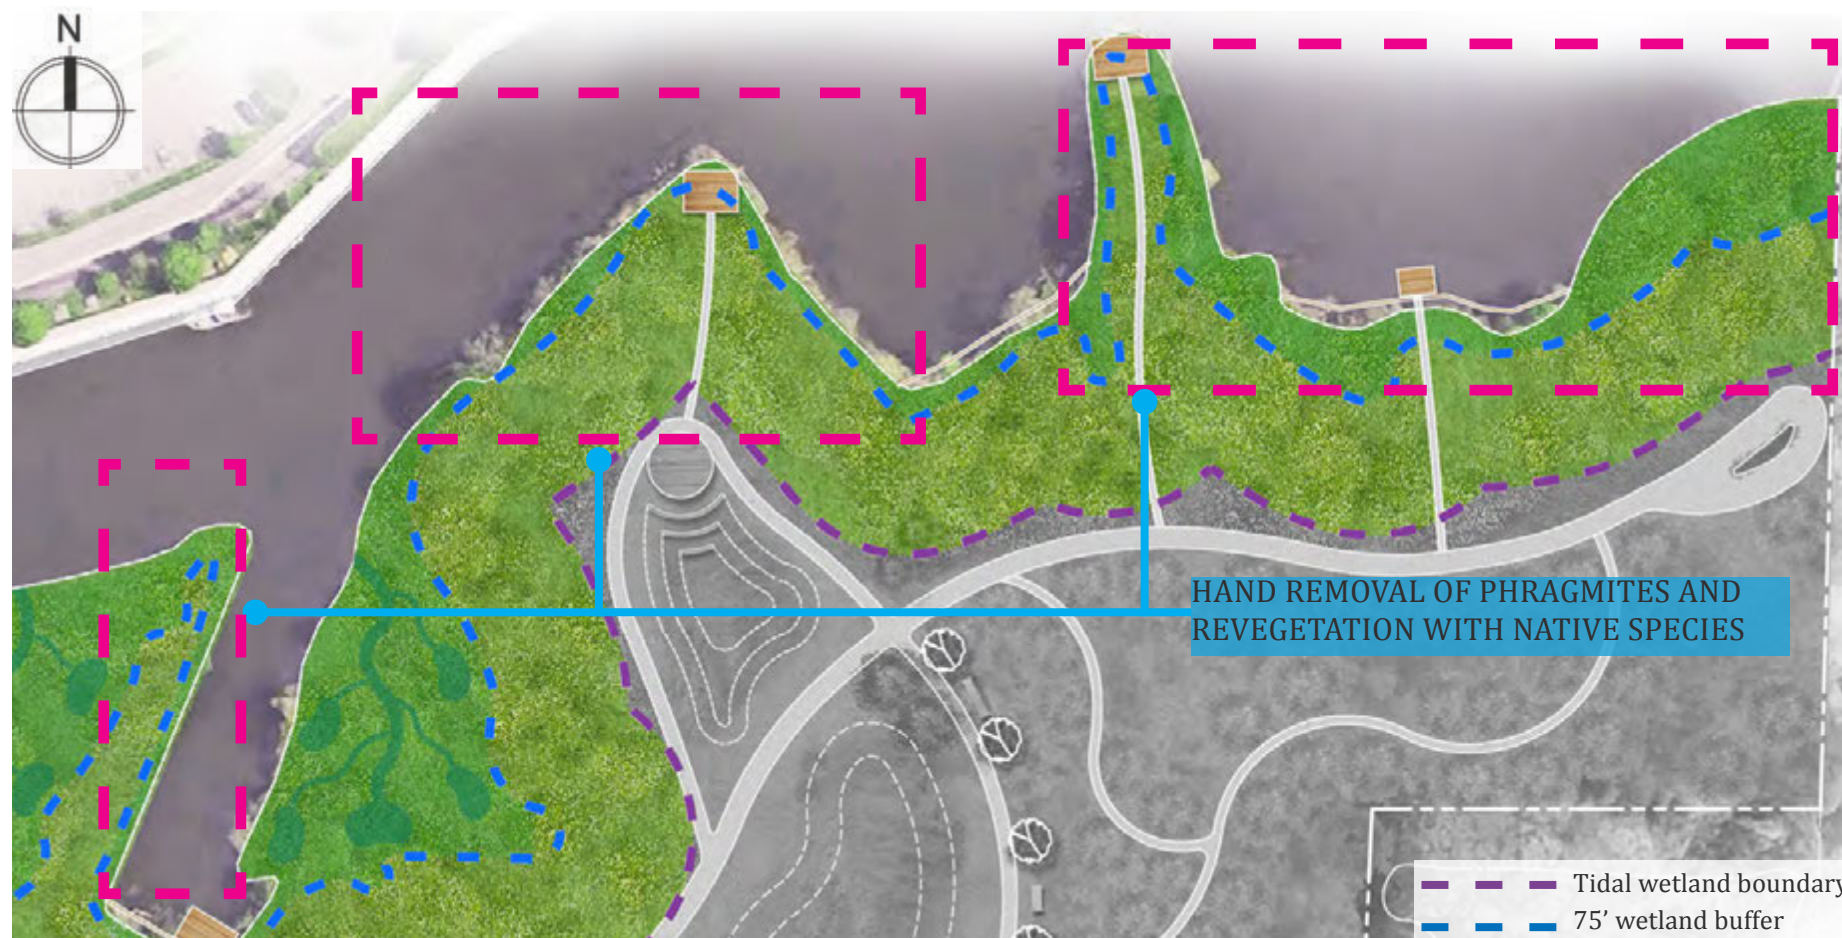 N
HAND REMOVAL OF PHRAGMITES AND
REVEGETATION WITH NATIVE SPECIES
Tidal wetland boundary
75’ wetland buffer